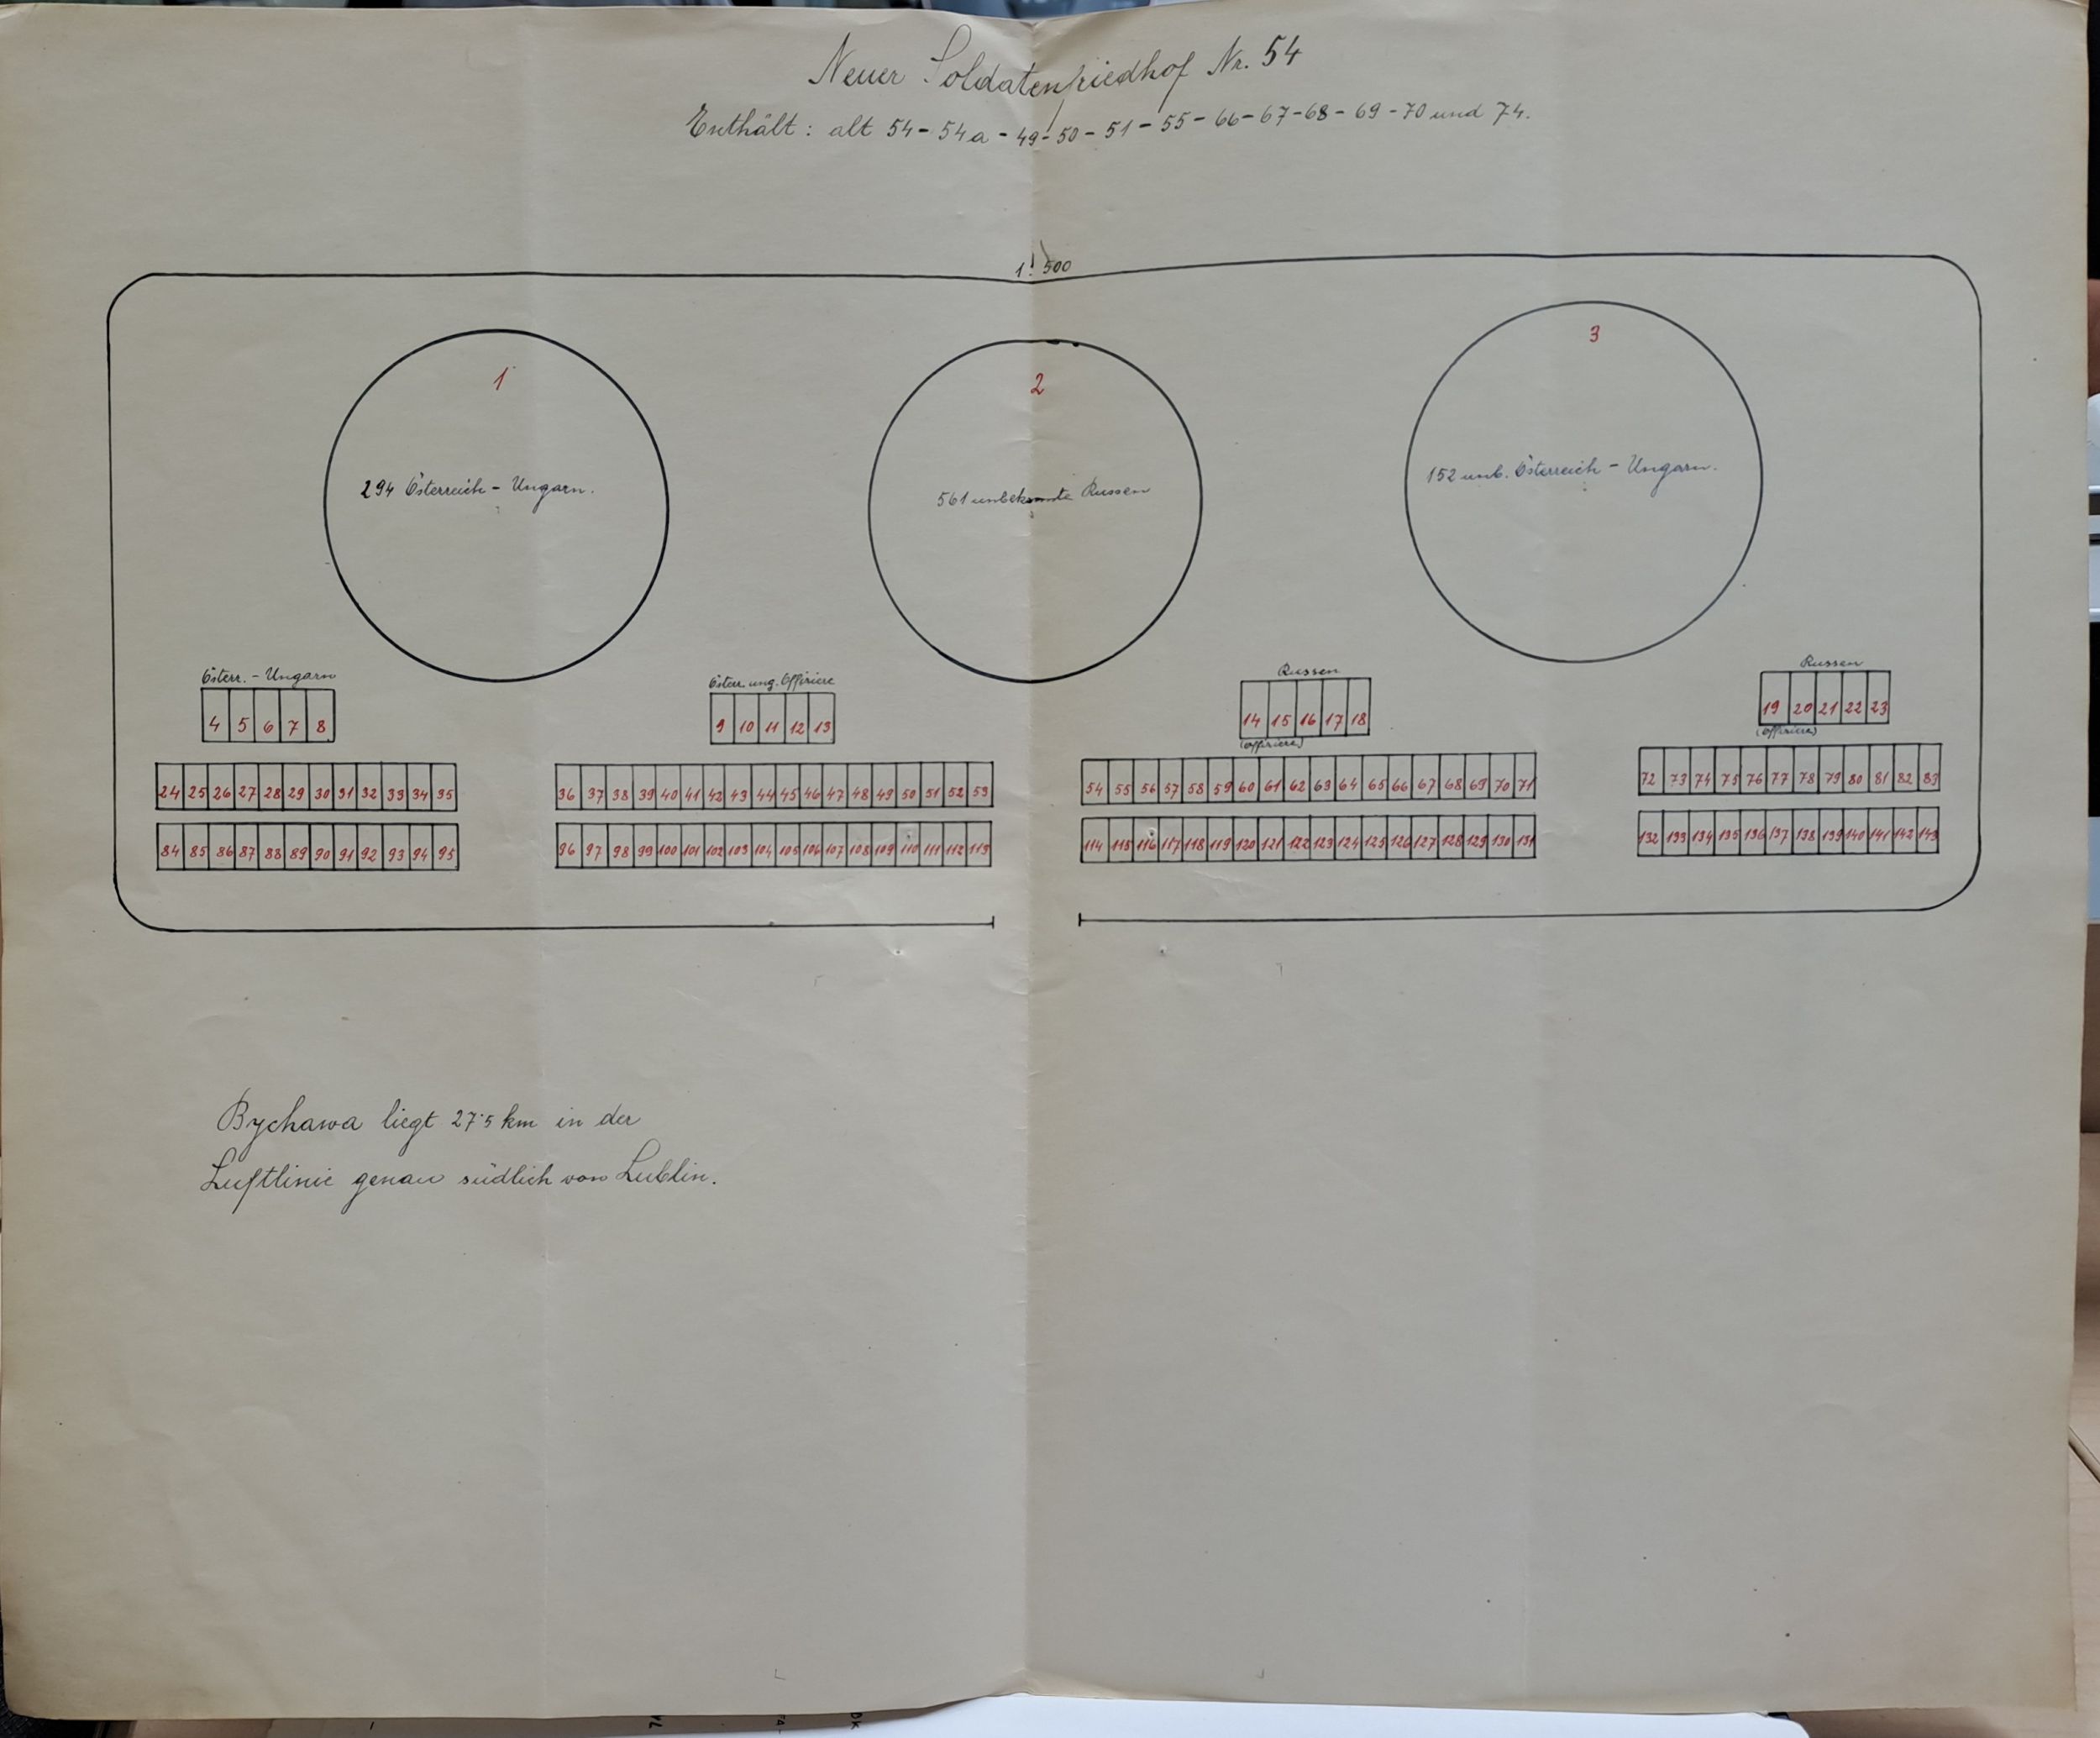 Neuer Soldatenfriedhof Nr. 54
Enthält: alt 54 - 54a - 49 - 50 - 51 - 55 - 66 - 67 - 68 - 69 - 70 und 74.
1:500
1
294 Österreich - Ungarn.
2
561 unbekannte Russen
3
152 unb. Österreich - Ungarn.
Österr. - Ungarn
4 5 6 7 8
Österr. ung. Offiziere
9 10 11 12 13
Russen
14 15 16 17 18
(Offiziere)
Russen
19 20 21 22 23
(Offiziere)
24 25 26 27 28 29 30 31 32 33 34 35
36 37 38 39 40 41 42 43 44 45 46 47 48 49 50 51 52 53
54 55 56 57 58 59 60 61 62 63 64 65 66 67 68 69 70 71
72 73 74 75 76 77 78 79 80 81 82 83
84 85 86 87 88 89 90 91 92 93 94 95
96 97 98 99 100 101 102 103 104 105 106 107 108 109 110 111 112 113
114 115 116 117 118 119 120 121 122 123 124 125 126 127 128 129 130 131
132 133 134 135 136 137 138 139 140 141 142 143
Bychawa liegt 27·5 km in der
Luftlinie genau südlich von Lublin.